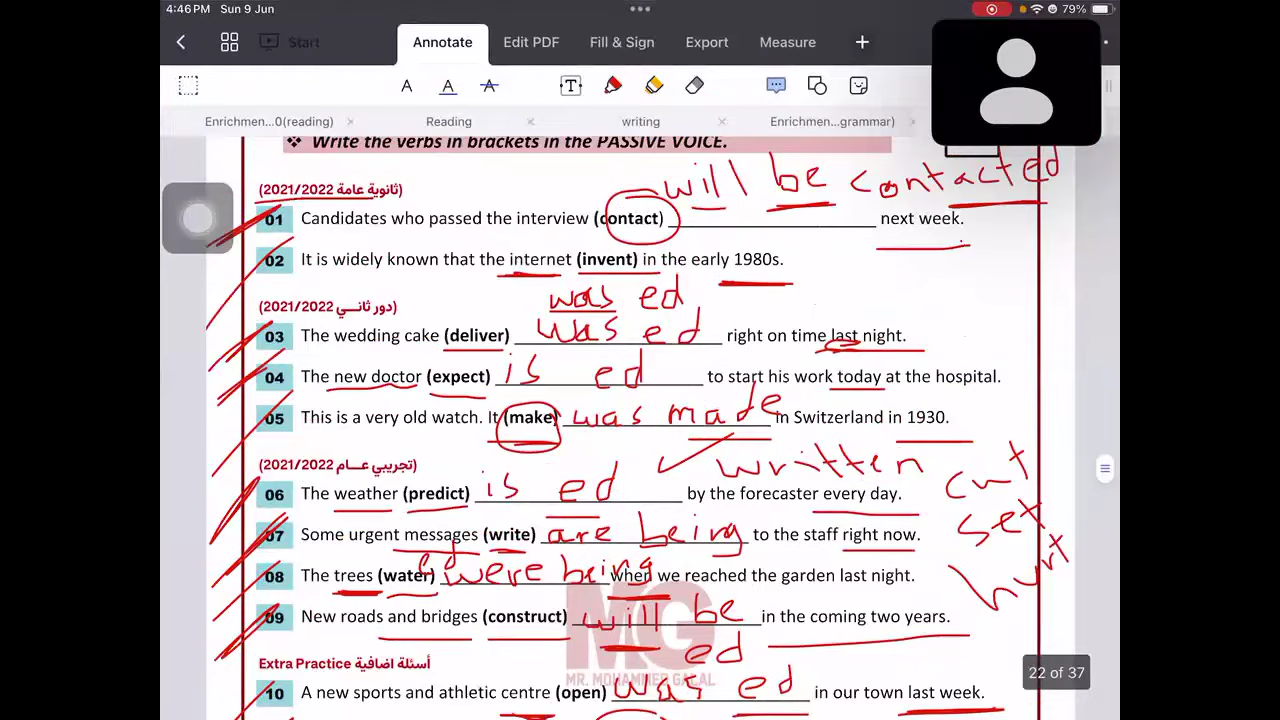 4:46 PM Sun 9 Jun 79%
Start Annotate Edit PDF Fill & Sign Export Measure
Enrichmen...0(reading) Reading writing Enrichmen...grammar)
❖ Write the verbs in brackets in the PASSIVE VOICE.
will be contacted
(ثانوية عامة 2021/2022)
01 Candidates who passed the interview (contact) ____________ next week.
02 It is widely known that the internet (invent) in the early 1980s.
was ed
(دور ثانـــي 2021/2022)
03 The wedding cake (deliver) was ed right on time last night.
04 The new doctor (expect) is ed to start his work today at the hospital.
05 This is a very old watch. It (make) was made in Switzerland in 1930.
(تجريبي عــام 2021/2022)
written cut
06 The weather (predict) is ed by the forecaster every day.
set
07 Some urgent messages (write) are being to the staff right now.
hurt
08 The trees (water) were being when we reached the garden last night.
ed
09 New roads and bridges (construct) will be in the coming two years.
ed
MG
MR. MOHAMMED GALAL
Extra Practice أسئلة اضافية
22 of 37
10 A new sports and athletic centre (open) was ed in our town last week.